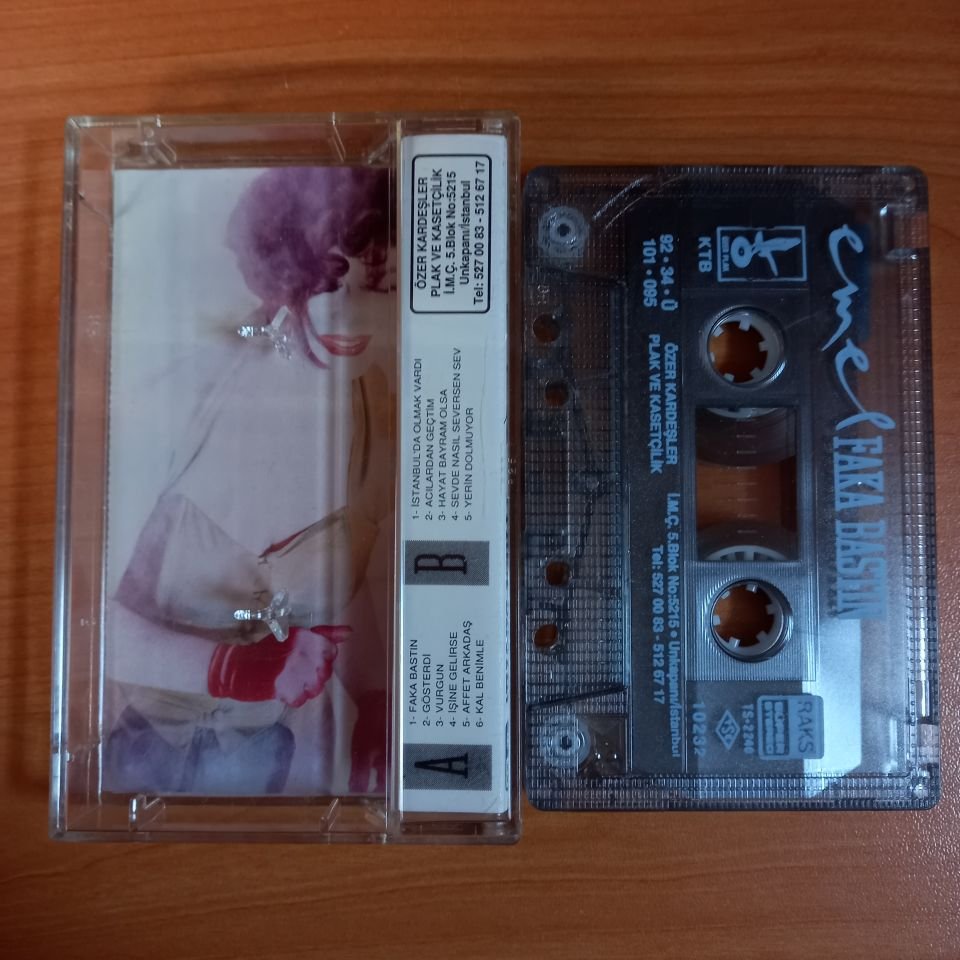 ÖZER KARDEŞLER
PLAK VE KASETÇİLİK
İ.M.Ç. 5.Blok No:5215
Unkapanı/İstanbul
Tel: 527 00 83 - 512 67 17
A
1- FAKA BASTIN
2- GÖSTERDİ
3- VURGUN
4- İŞİNE GELİRSE
5- AFFET ARKADAŞ
6- KAL BENİMLE
B
1- İSTANBUL'DA OLMAK VARDI
2- ACILARDAN GEÇTİM
3- HAYAT BAYRAM OLSA
4- SEVDE NASIL SEVERSEN SEV
5- YERİN DOLMUYOR
emel
FAKA BASTIN
KTB
92 • 34 • Ü
101 • 095
ÖZER KARDEŞLER
PLAK VE KASETÇİLİK
İ.M.Ç. 5.Blok No:5215 • Unkapanı/İstanbul
Tel: 527 00 83 - 512 67 17
RAKS
TS-2240
10232